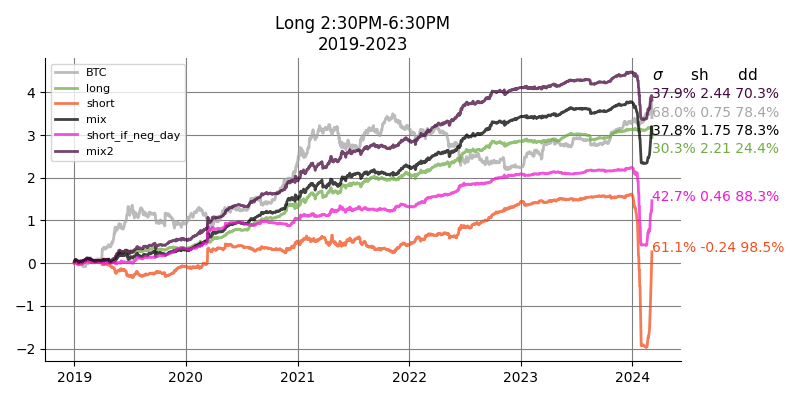 Long 2:30PM-6:30PM
2019-2023
BTC
long
short
mix
short_if_neg_day
mix2
σ sh dd
37.9% 2.44 70.3%
68.0% 0.75 78.4%
37.8% 1.75 78.3%
30.3% 2.21 24.4%
42.7% 0.46 88.3%
61.1% -0.24 98.5%
4
3
2
1
0
−1
−2
2019 2020 2021 2022 2023 2024